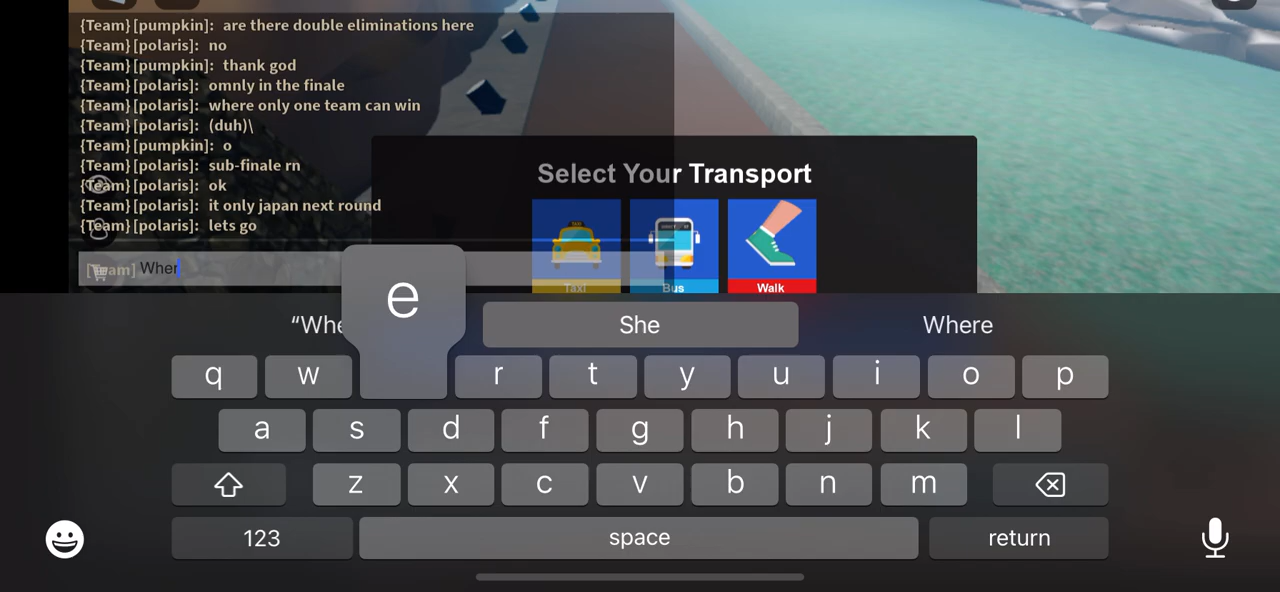 {Team} [pumpkin]: are there double eliminations here
{Team} [polaris]: no
{Team} [pumpkin]: thank god
{Team} [polaris]: omnly in the finale
{Team} [polaris]: where only one team can win
{Team} [polaris]: (duh)\
{Team} [pumpkin]: o
{Team} [polaris]: sub-finale rn
{Team} [polaris]: ok
{Team} [polaris]: it only japan next round
{Team} [polaris]: lets go
Select Your Transport
Taxi Bus Walk
[Team] Wher
e
“Whe She Where
q w r t y u i o p
a s d f g h j k l
z x c v b n m
123 space return